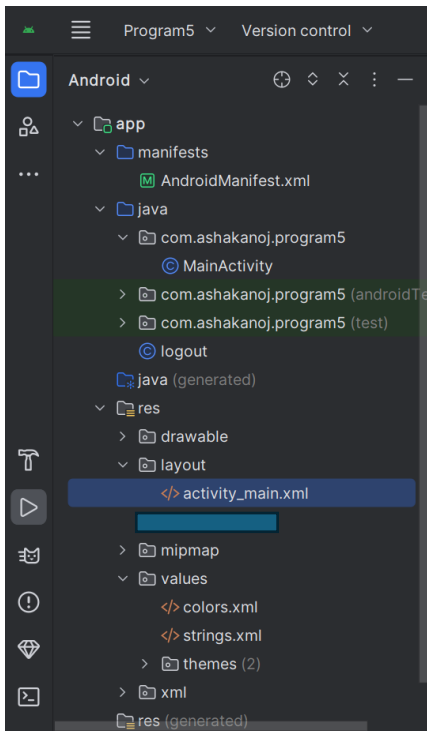 Program5 Version control
Android
app
manifests
AndroidManifest.xml
java
com.ashakanoj.program5
MainActivity
com.ashakanoj.program5 (androidTe
com.ashakanoj.program5 (test)
logout
java (generated)
res
drawable
layout
activity_main.xml
mipmap
values
colors.xml
strings.xml
themes (2)
xml
res (generated)